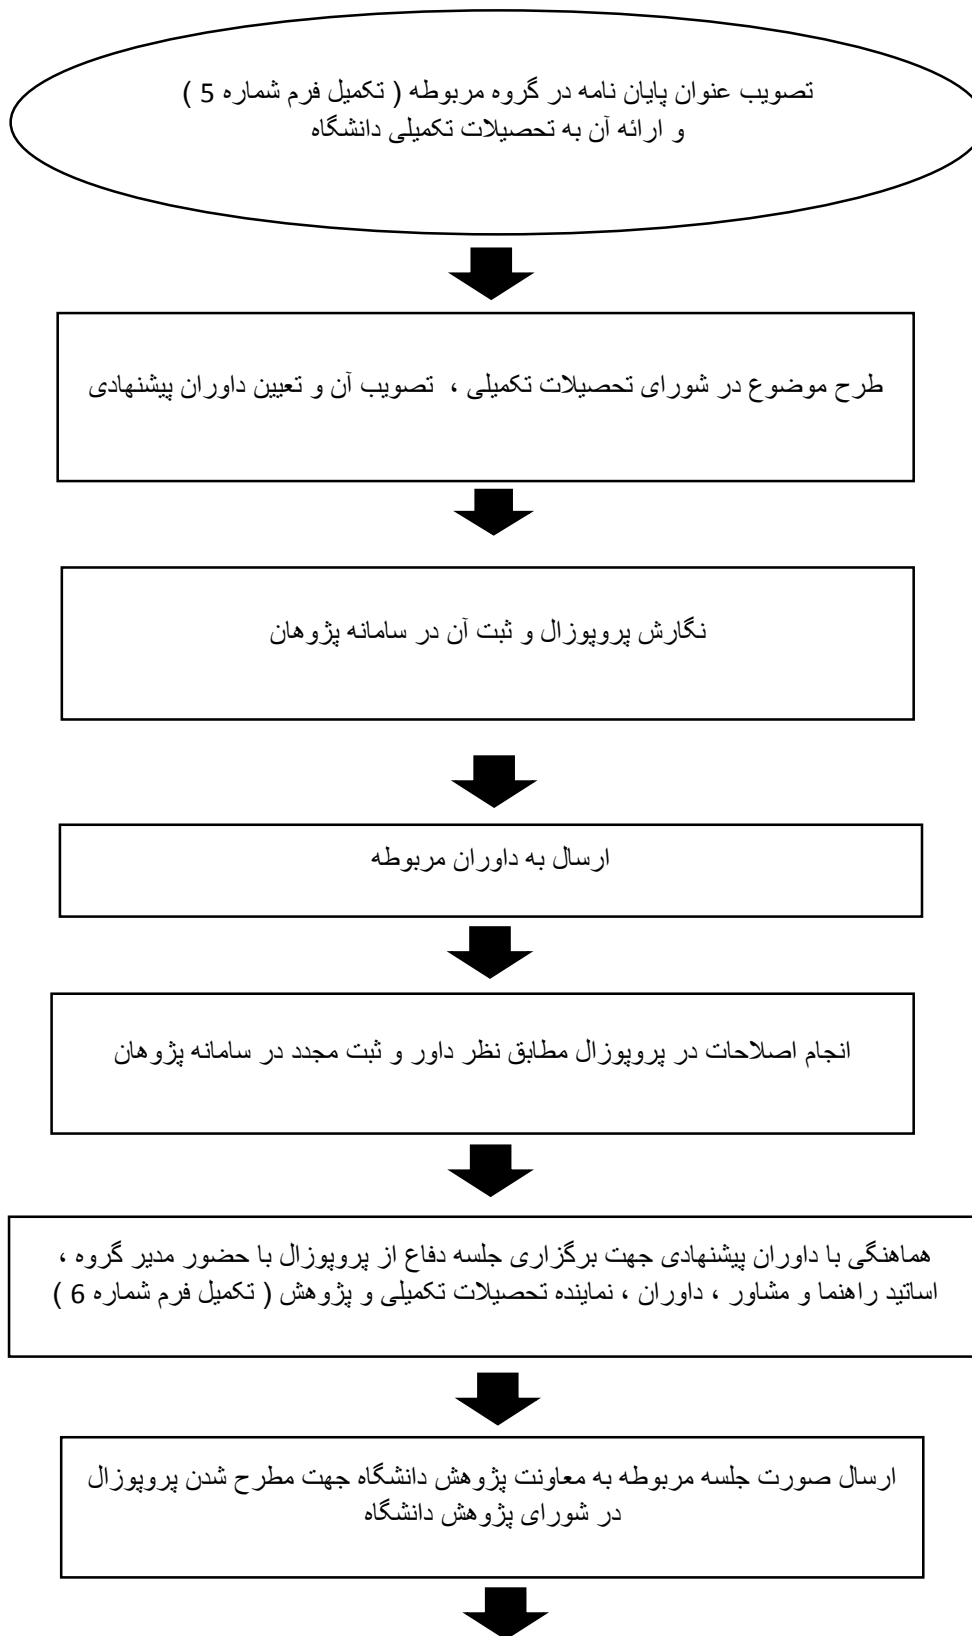 تصویب عنوان پایان نامه در گروه مربوطه ( تکمیل فرم شماره 5 )
و ارائه آن به تحصیلات تکمیلی دانشگاه
طرح موضوع در شورای تحصیلات تکمیلی ، تصویب آن و تعیین داوران پیشنهادی
نگارش پروپوزال و ثبت آن در سامانه پژوهان
ارسال به داوران مربوطه
انجام اصلاحات در پروپوزال مطابق نظر داور و ثبت مجدد در سامانه پژوهان
هماهنگی با داوران پیشنهادی جهت برگزاری جلسه دفاع از پروپوزال با حضور مدیر گروه ،
اساتید راهنما و مشاور ، داوران ، نماینده تحصیلات تکمیلی و پژوهش ( تکمیل فرم شماره 6 )
ارسال صورت جلسه مربوطه به معاونت پژوهش دانشگاه جهت مطرح شدن پروپوزال
در شورای پژوهش دانشگاه